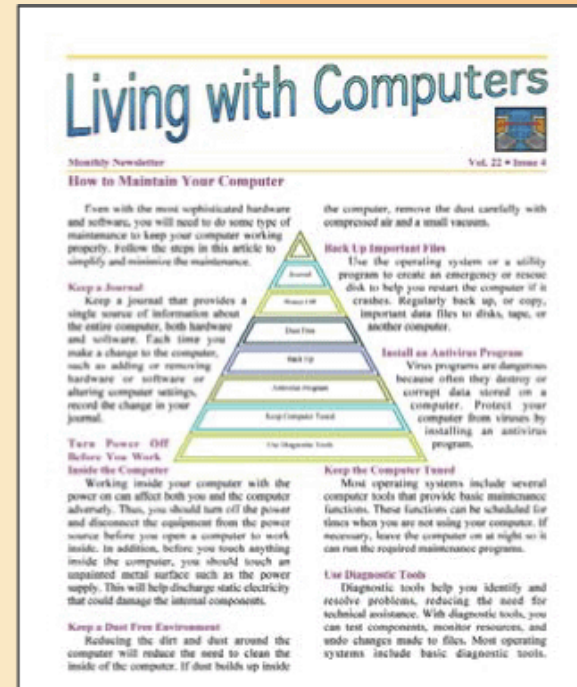 Living with Computers
Monthly Newsletter
Vol. 22 • Issue 4
How to Maintain Your Computer
Even with the most sophisticated hardware
and software, you will need to do some type of
maintenance to keep your computer working
properly. Follow the steps in this article to
simplify and minimize the maintenance.
Keep a Journal
Keep a journal that provides a
single source of information about
the entire computer, both hardware
and software. Each time you
make a change to the computer,
such as adding or removing
hardware or software or
altering computer settings,
record the change in your
journal.
Turn Power Off
Before You Work
Inside the Computer
Working inside your computer with the
power on can affect both you and the computer
adversely. Thus, you should turn off the power
and disconnect the equipment from the power
source before you open a computer to work
inside. In addition, before you touch anything
inside the computer, you should touch an
unpainted metal surface such as the power
supply. This will help discharge static electricity
that could damage the internal components.
Keep a Dust Free Environment
Reducing the dirt and dust around the
computer will reduce the need to clean the
inside of the computer. If dust builds up inside
Journal
Power Off
Dust Free
Back Up
Antivirus Program
Keep Computer Tuned
Use Diagnostic Tools
the computer, remove the dust carefully with
compressed air and a small vacuum.
Back Up Important Files
Use the operating system or a utility
program to create an emergency or rescue
disk to help you restart the computer if it
crashes. Regularly back up, or copy,
important data files to disks, tape, or
another computer.
Install an Antivirus Program
Virus programs are dangerous
because often they destroy or
corrupt data stored on a
computer. Protect your
computer from viruses by
installing an antivirus
program.
Keep the Computer Tuned
Most operating systems include several
computer tools that provide basic maintenance
functions. These functions can be scheduled for
times when you are not using your computer. If
necessary, leave the computer on at night so it
can run the required maintenance programs.
Use Diagnostic Tools
Diagnostic tools help you identify and
resolve problems, reducing the need for
technical assistance. With diagnostic tools, you
can test components, monitor resources, and
undo changes made to files. Most operating
systems include basic diagnostic tools.